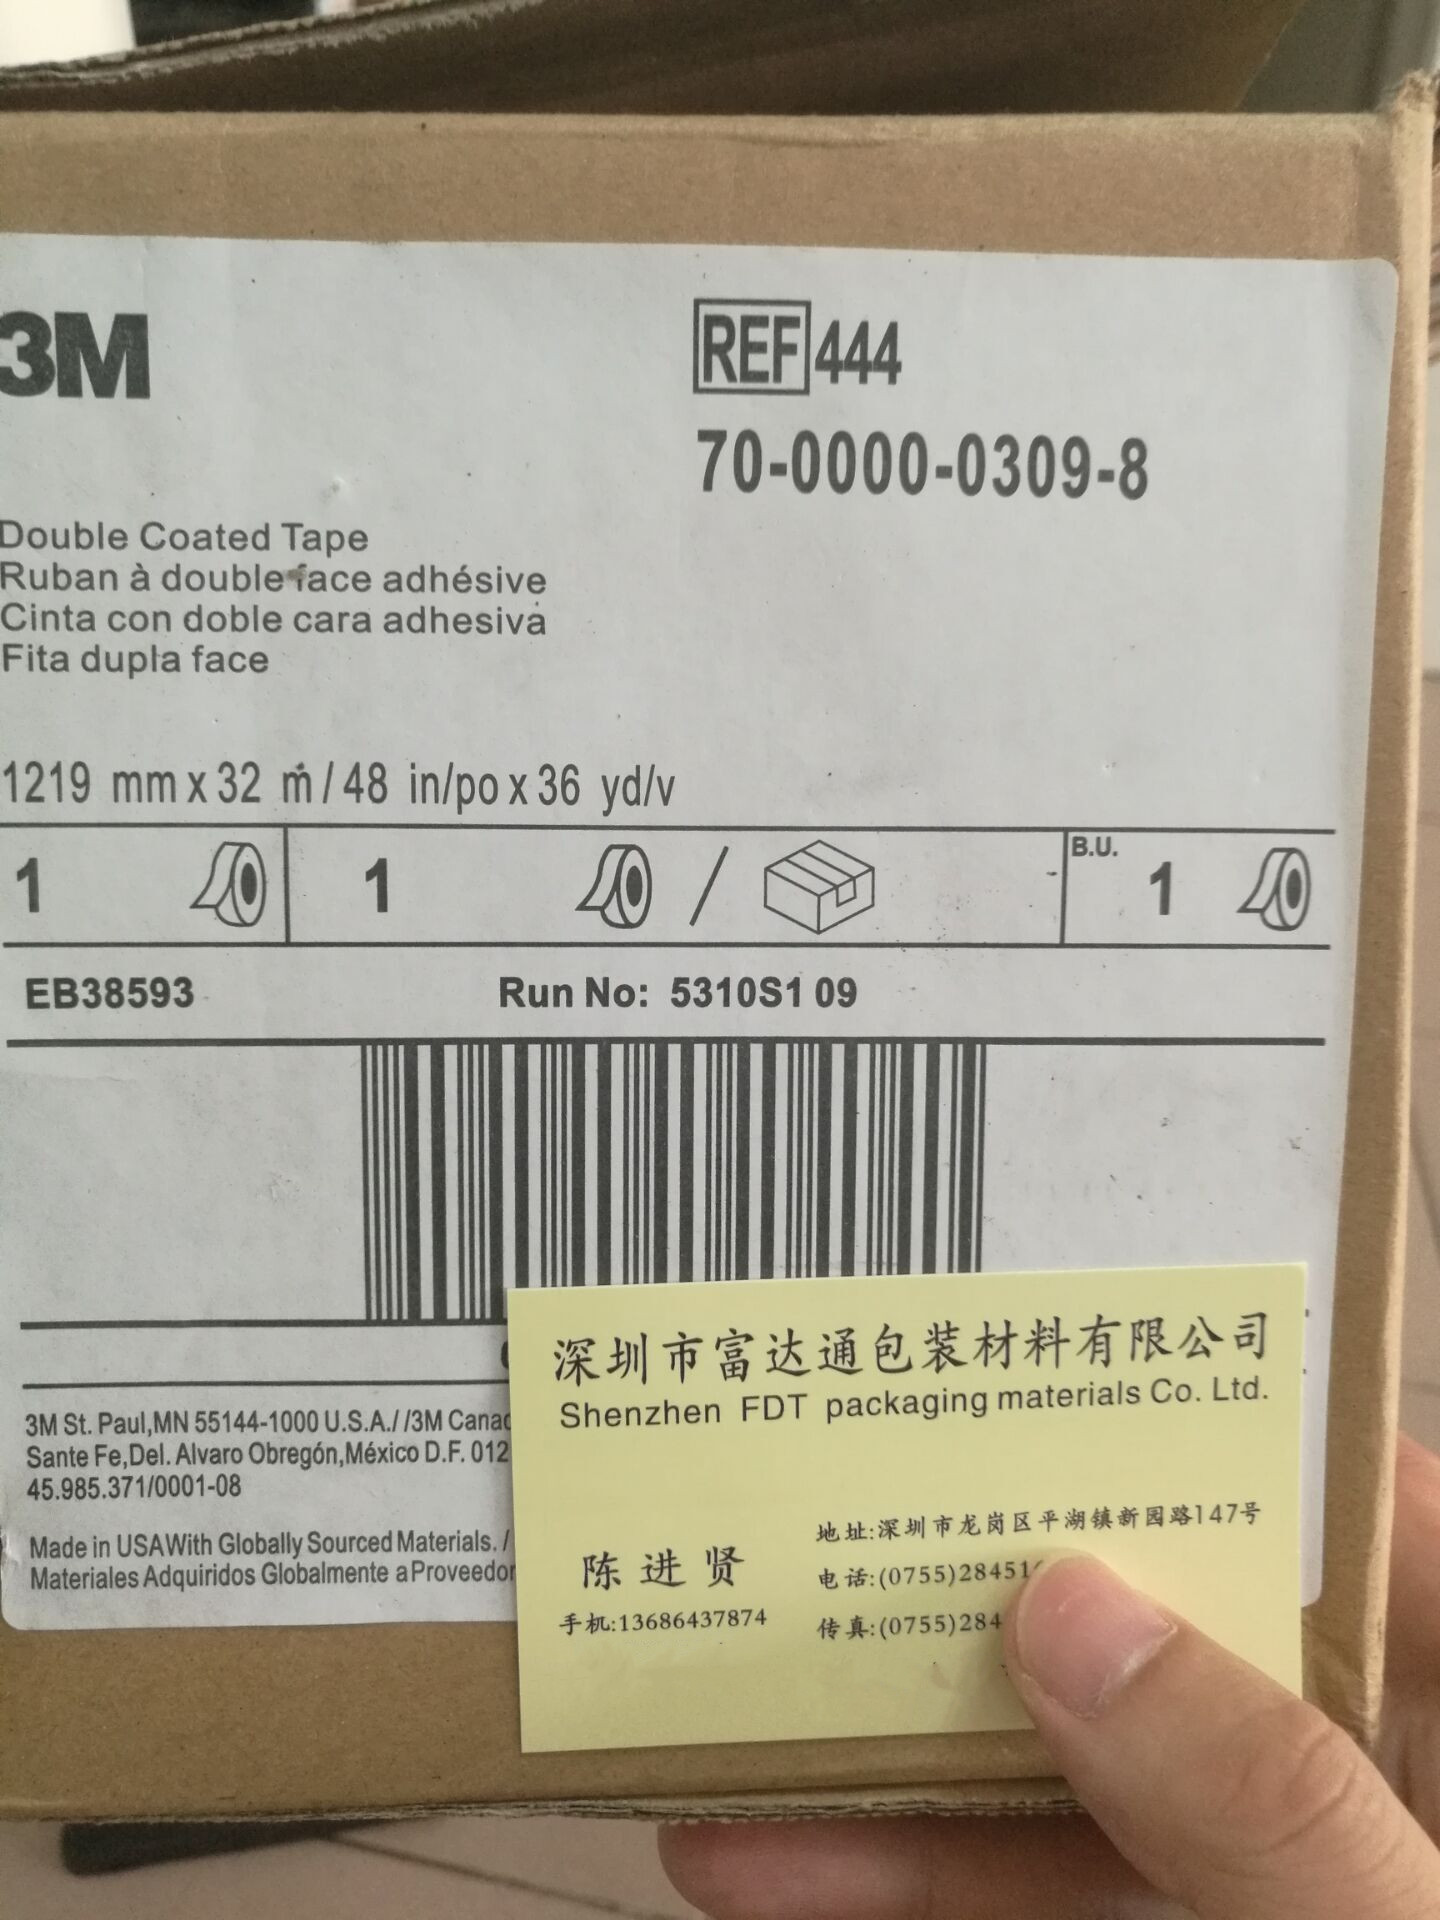 3M
REF 444
70-0000-0309-8
Double Coated Tape
Ruban à double face adhésive
Cinta con doble cara adhesiva
Fita dupla face
1219 mm x 32 m / 48 in/po x 36 yd/v
1 1 / B.U. 1
EB38593 Run No: 5310S1 09
3M St. Paul,MN 55144-1000 U.S.A./ /3M
Sante Fe,Del. Alvaro Obregón,México D.F.
45.985.371/0001-08
Made in USAWith Globally Sourced Materials. /
Materiales Adquiridos Globalmente a
深圳市富达通包装材料有限公司
Shenzhen FDT packaging materials Co. Ltd.
陈进贤
手机:13686437874
地址:深圳市龙岗区平湖镇新园路147号
电话:(0755)28451
传真:(0755)284